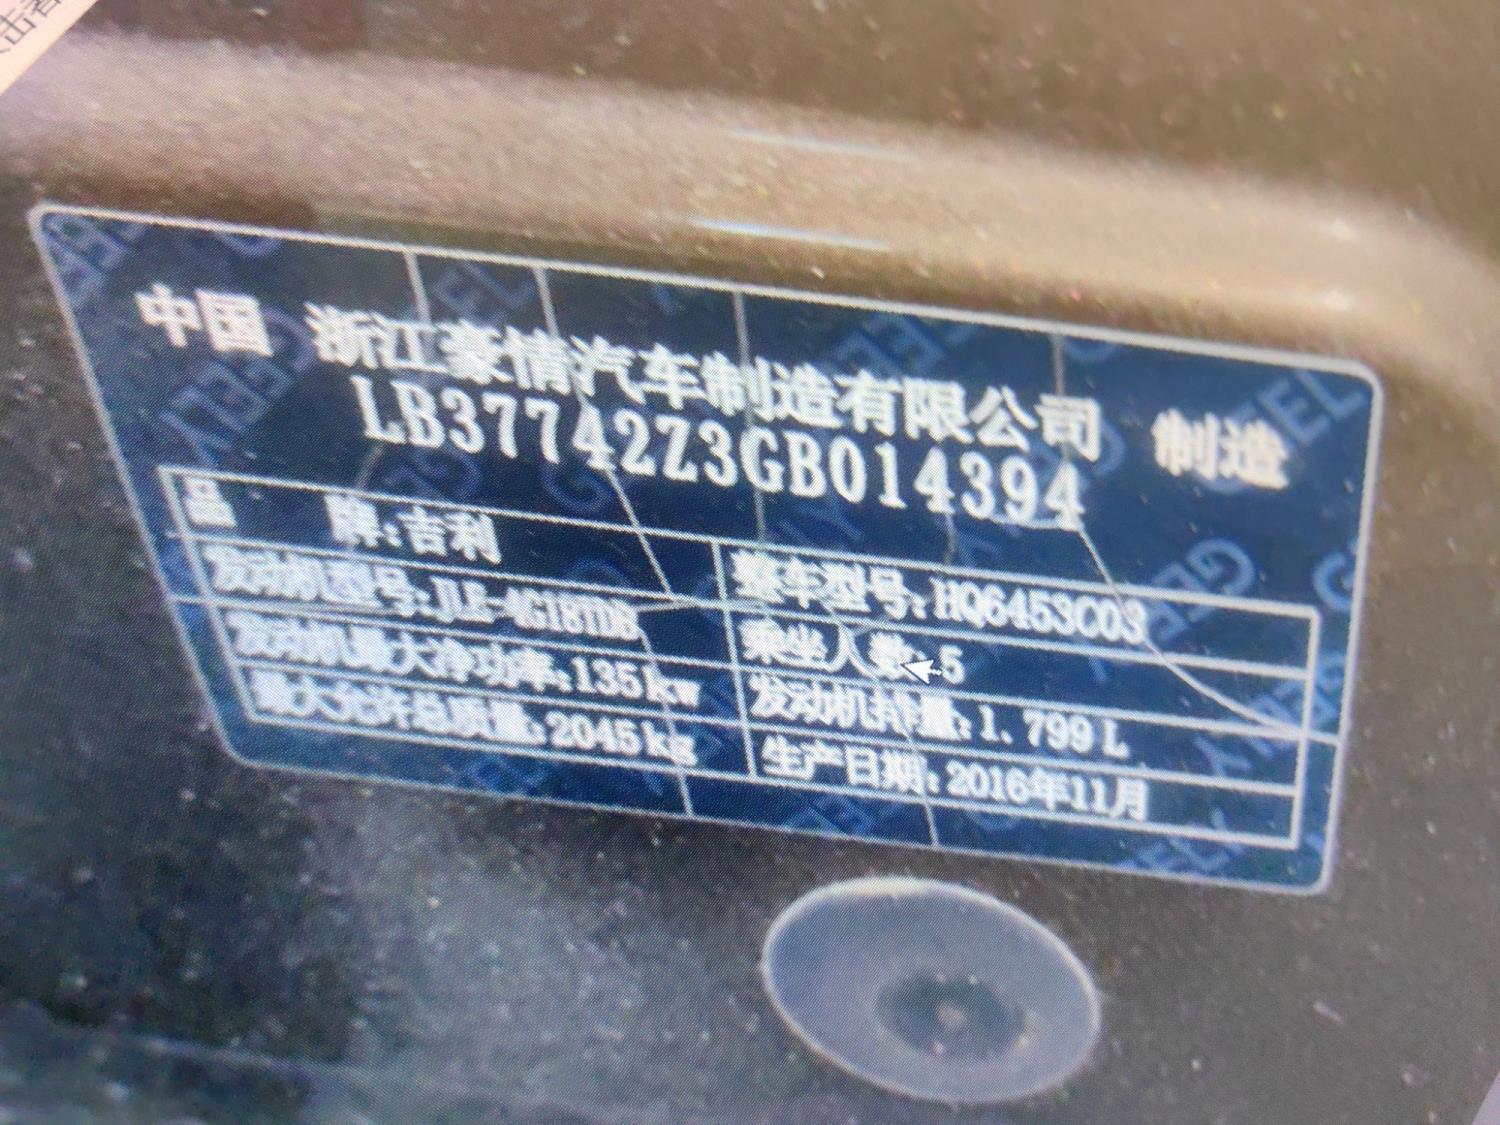 中国 浙江豪情汽车制造有限公司 制造
LB37742Z3GB014394
品 牌:吉利
整车型号:HQ6453C03
发动机型号:JLE-4G18TDB
乘坐人数:5
发动机最大净功率:135kw
发动机排量:1.799L
最大允许总质量:2045kg
生产日期:2016年11月
GEELY